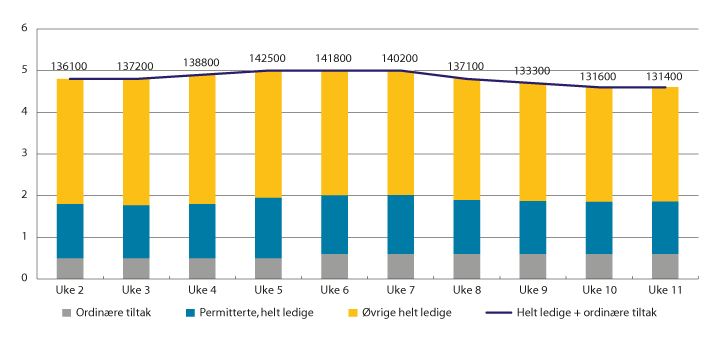 6
5
4
3
2
1
0
136100 137200 138800 142500 141800 140200 137100 133300 131600 131400
Uke 2 Uke 3 Uke 4 Uke 5 Uke 6 Uke 7 Uke 8 Uke 9 Uke 10 Uke 11
Ordinære tiltak Permitterte, helt ledige Øvrige helt ledige Helt ledige + ordinære tiltak